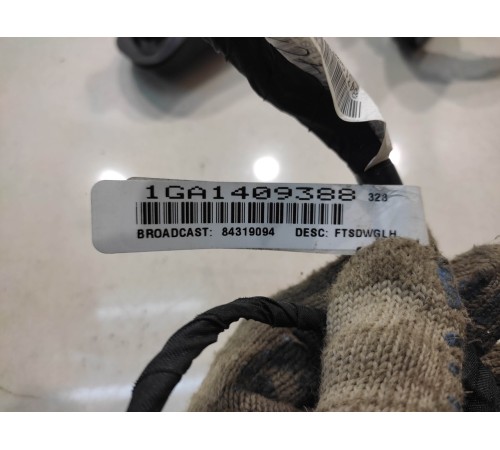 1GA1409388 328
BROADCAST: 84319094 DESC: FTSDWGLH